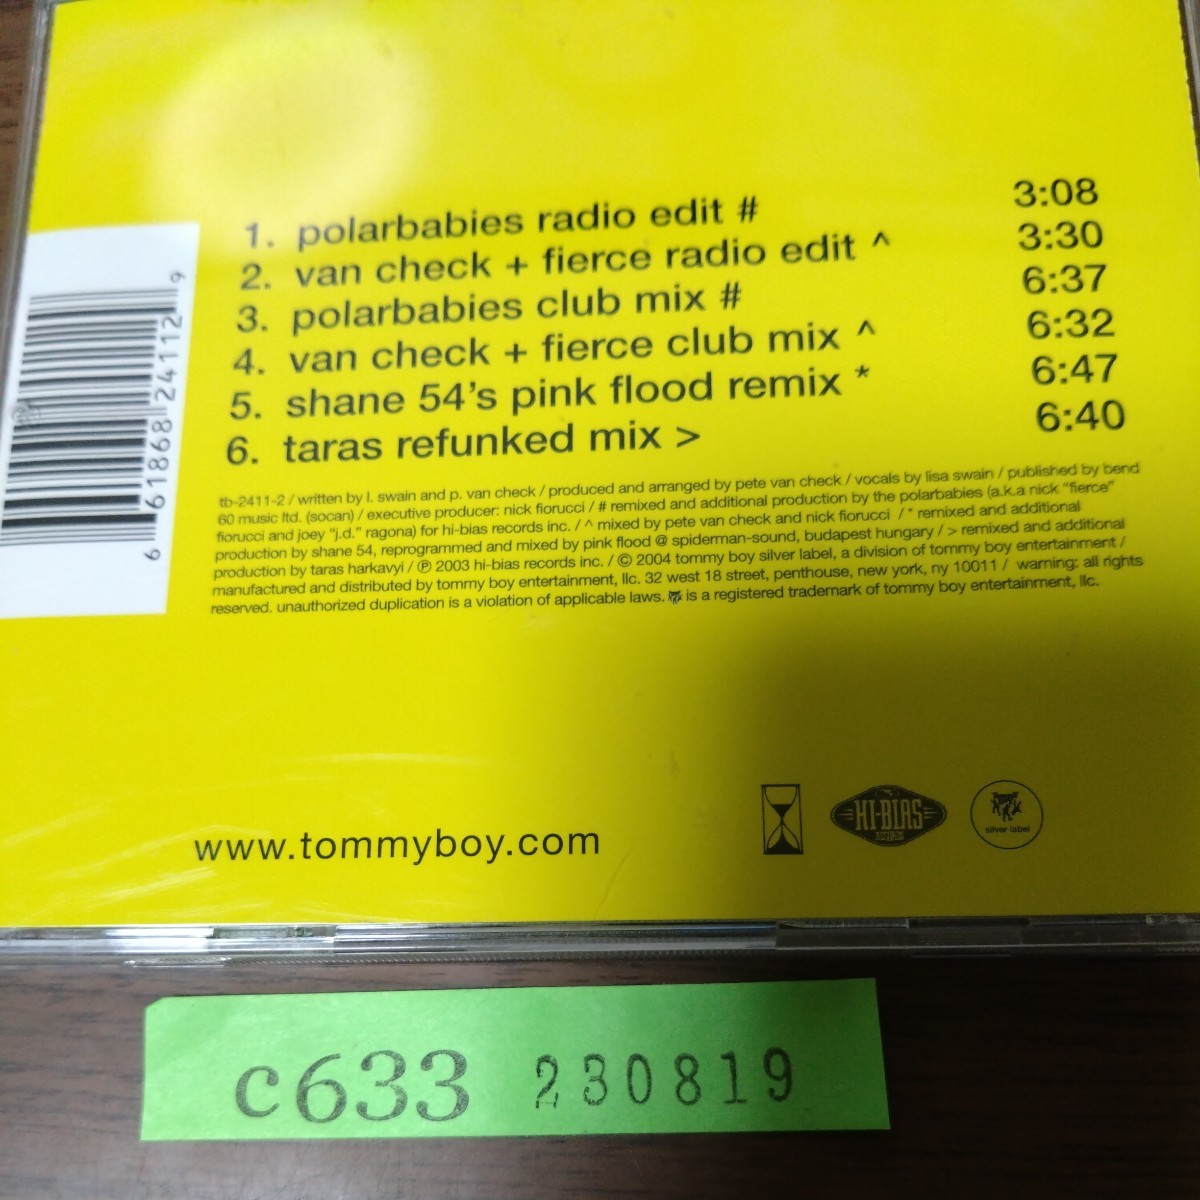 1. polarbabies radio edit # 3:08
2. van check + fierce radio edit ^ 3:30
3. polarbabies club mix # 6:37
4. van check + fierce club mix ^ 6:32
5. shane 54's pink flood remix * 6:47
6. taras refunked mix > 6:40
tb-2411-2 / written by l. swain and p. van check / produced and arranged by pete van check / vocals by lisa swain / published by bend
60 music ltd. (socan) / executive producer: nick fiorucci / # remixed and additional production by the polarbabies (a.k.a nick "fierce"
fiorucci and joey "j.d." ragona) for hi-bias records inc. / ^ mixed by pete van check and nick fiorucci / * remixed and additional
production by shane 54, reprogrammed and mixed by pink flood @ spiderman-sound, budapest hungary / > remixed and additional
production by taras harkavyi / ℗ 2003 hi-bias records inc. / © 2004 tommy boy silver label, a division of tommy boy entertainment /
manufactured and distributed by tommy boy entertainment, llc. 32 west 18 street, penthouse, new york, ny 10011 / warning: all rights
reserved. unauthorized duplication is a violation of applicable laws. is a registered trademark of tommy boy entertainment, llc.
6 61868 24112 9
www.tommyboy.com
HI-BIAS
silver label
c633 230819